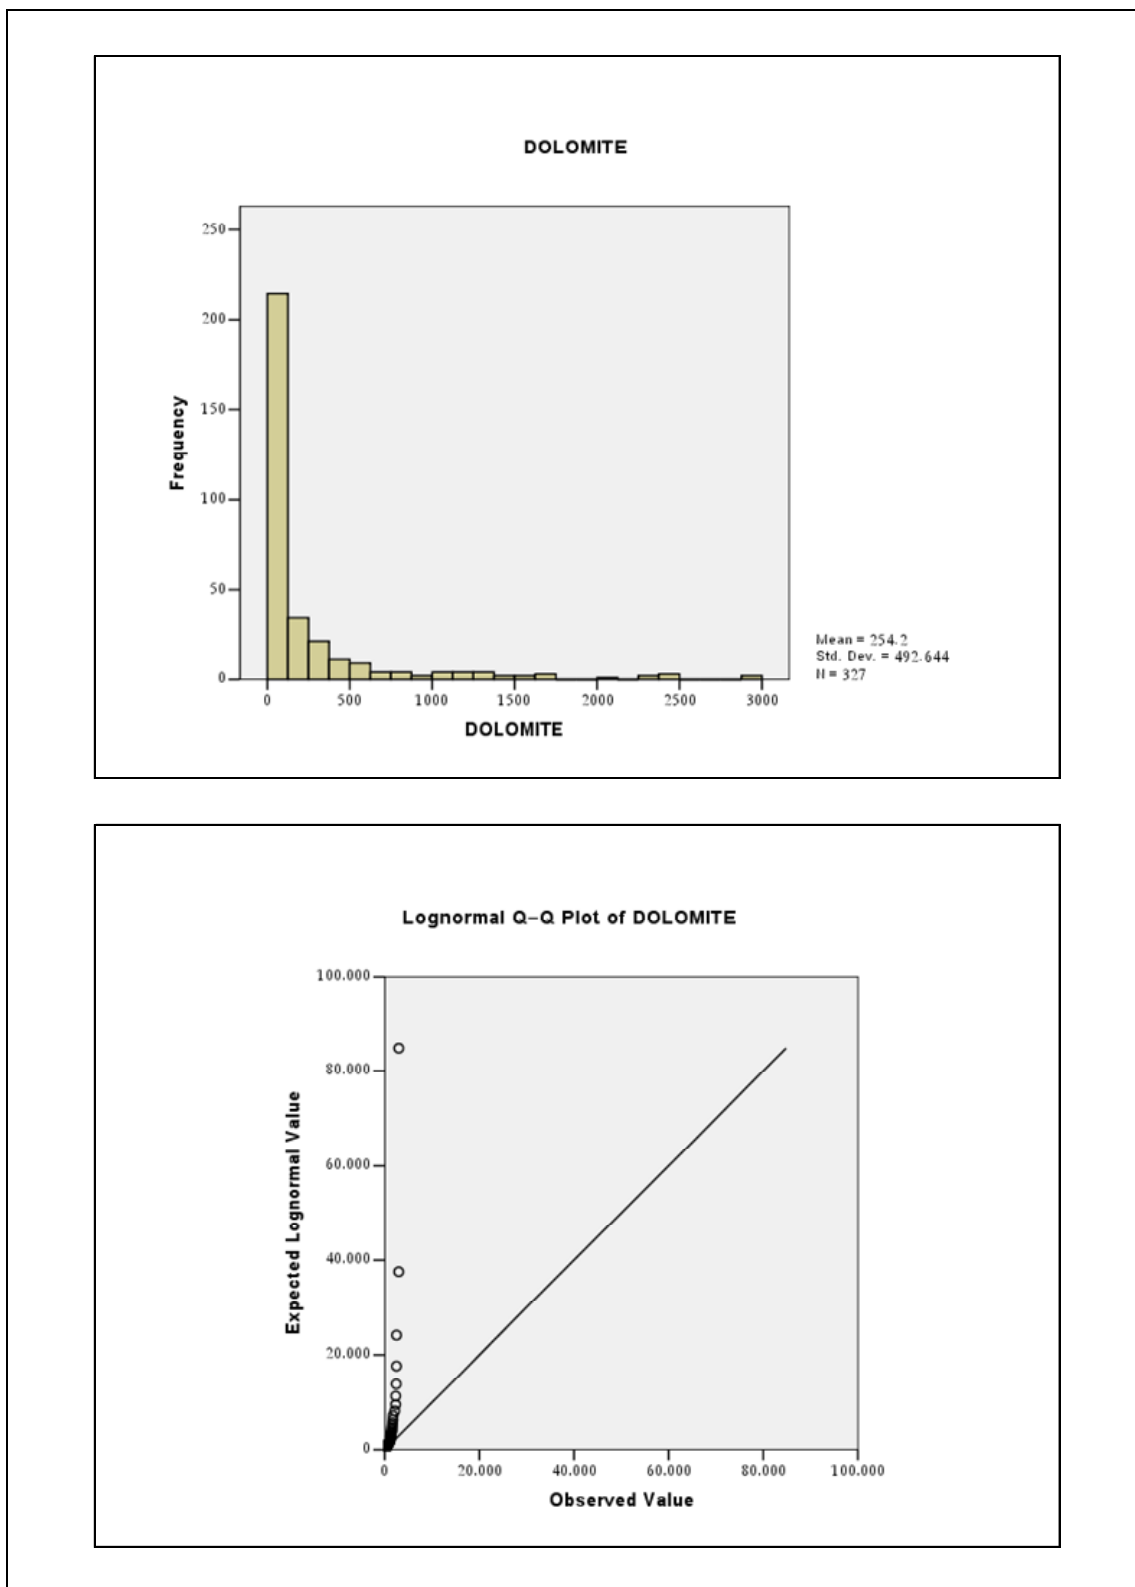 DOLOMITE
250
200
150
100
50
0
Frequency
0 500 1000 1500 2000 2500 3000
DOLOMITE
Mean = 254.2
Std. Dev. = 492.644
N = 327
Lognormal Q–Q Plot of DOLOMITE
100.000
80.000
60.000
40.000
20.000
0
Expected Lognormal Value
0 20.000 40.000 60.000 80.000 100.000
Observed Value